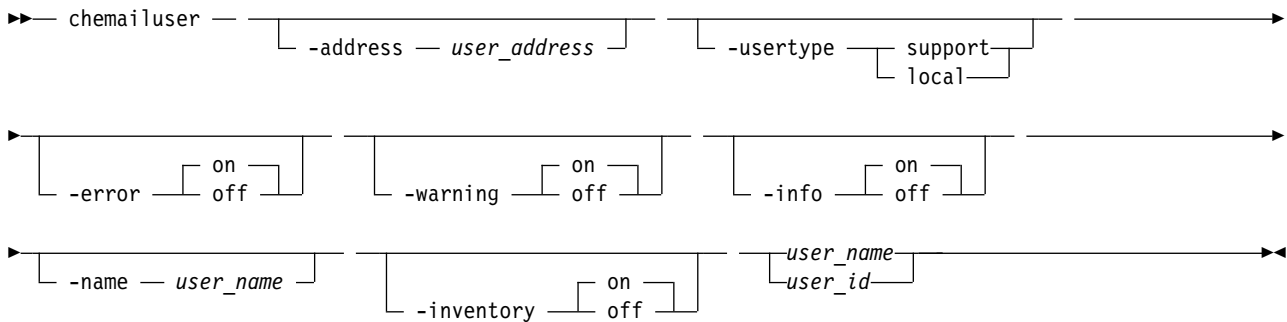 chemailuser
-address user_address
-usertype support
local
on on on
-error off -warning off -info off
user_name
-name user_name on user_id
-inventory off